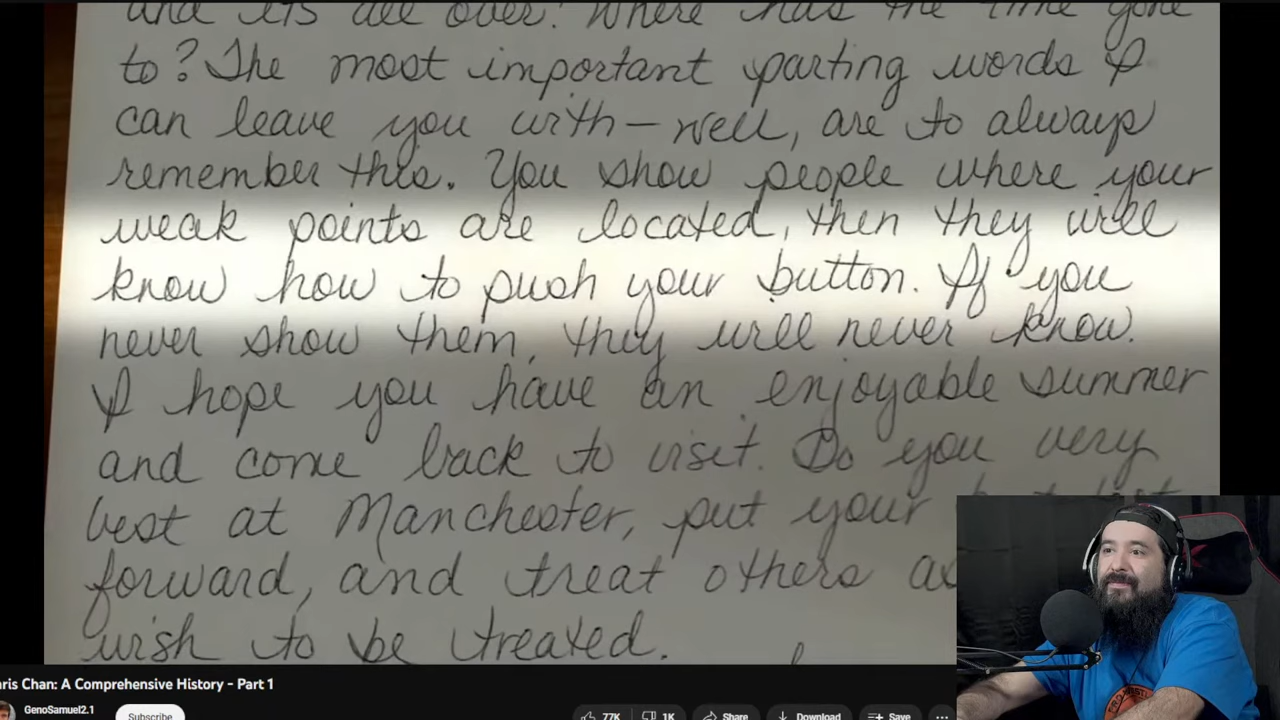 and its all over! Where has the time gone
to? The most important parting words I
can leave you with - well, are to always
remember this. You show people where your
weak points are located, then they will
know how to push your button. If you
never show them, they will never know.
I hope you have an enjoyable summer
and come back to visit. Do you very
best at Manchester, put your
forward, and treat others as
wish to be treated.
aris Chan: A Comprehensive History - Part 1
GenoSamuel2.1
Subscribe
77K
1K
Share
Download
Save
...